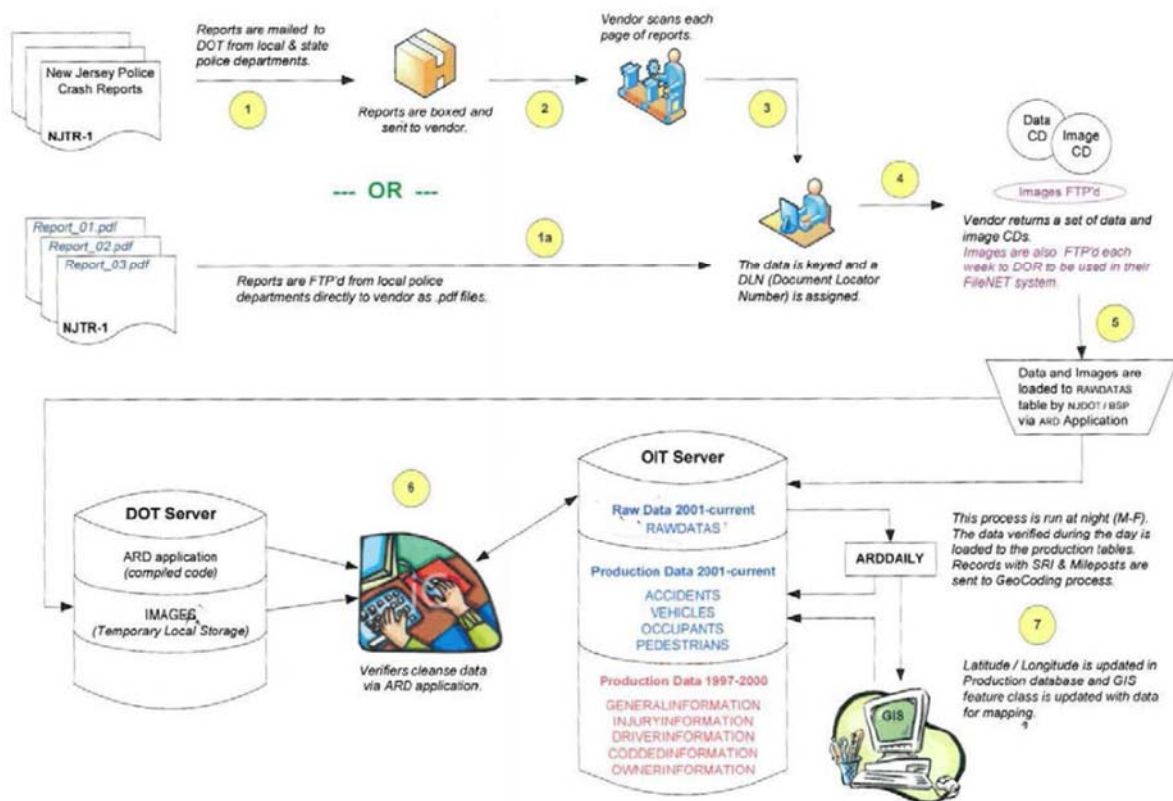 New Jersey Police
Crash Reports
NJTR-1
Reports are mailed to
DOT from local & state
police departments.
1
Reports are boxed and
sent to vendor.
2
Vendor scans each
page of reports.
3
--- OR ---
Report_01.pdf
Report_02.pdf
Report_03.pdf
NJTR-1
1a
Reports are FTP'd from local police
departments directly to vendor as .pdf files.
The data is keyed and a
DLN (Document Locator
Number) is assigned.
4
Data
CD
Image
CD
Images FTP'd
Vendor returns a set of data and
image CDs.
Images are also FTP'd each
week to DOR to be used in their
FileNET system.
5
Data and Images are
loaded to RAWDATAS
table by NJDOT / BSP
via ARD Application
DOT Server
ARD application
(compiled code)
IMAGES
(Temporary Local Storage)
6
Verifiers cleanse data
via ARD application.
OIT Server
Raw Data 2001-current
RAWDATAS
Production Data 2001-current
ACCIDENTS
VEHICLES
OCCUPANTS
PEDESTRIANS
Production Data 1997-2000
GENERALINFORMATION
INJURYINFORMATION
DRIVERINFORMATION
CODDEDINFORMATION
OWNERINFORMATION
ARDDAILY
This process is run at night (M-F).
The data verified during the day is
loaded to the production tables.
Records with SRI & Mileposts are
sent to GeoCoding process.
7
Latitude / Longitude is updated in
Production database and GIS
feature class is updated with data
for mapping.
GIS